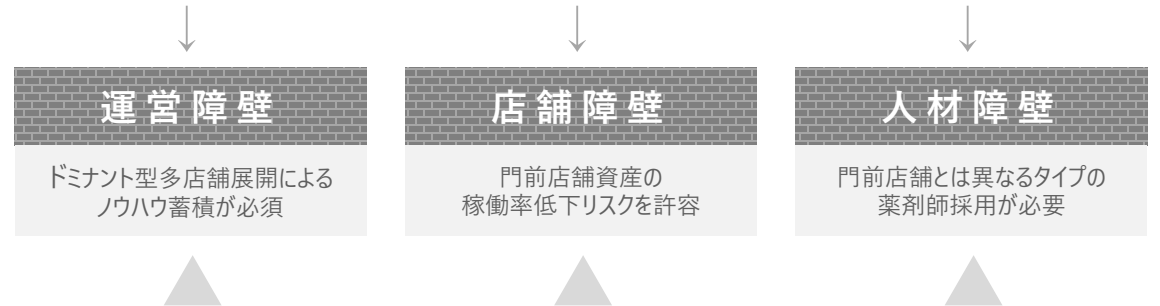 運営障壁
ドミナント型多店舗展開による
ノウハウ蓄積が必須
店舗障壁
門前店舗資産の
稼働率低下リスクを許容
人材障壁
門前店舗とは異なるタイプの
薬剤師採用が必要